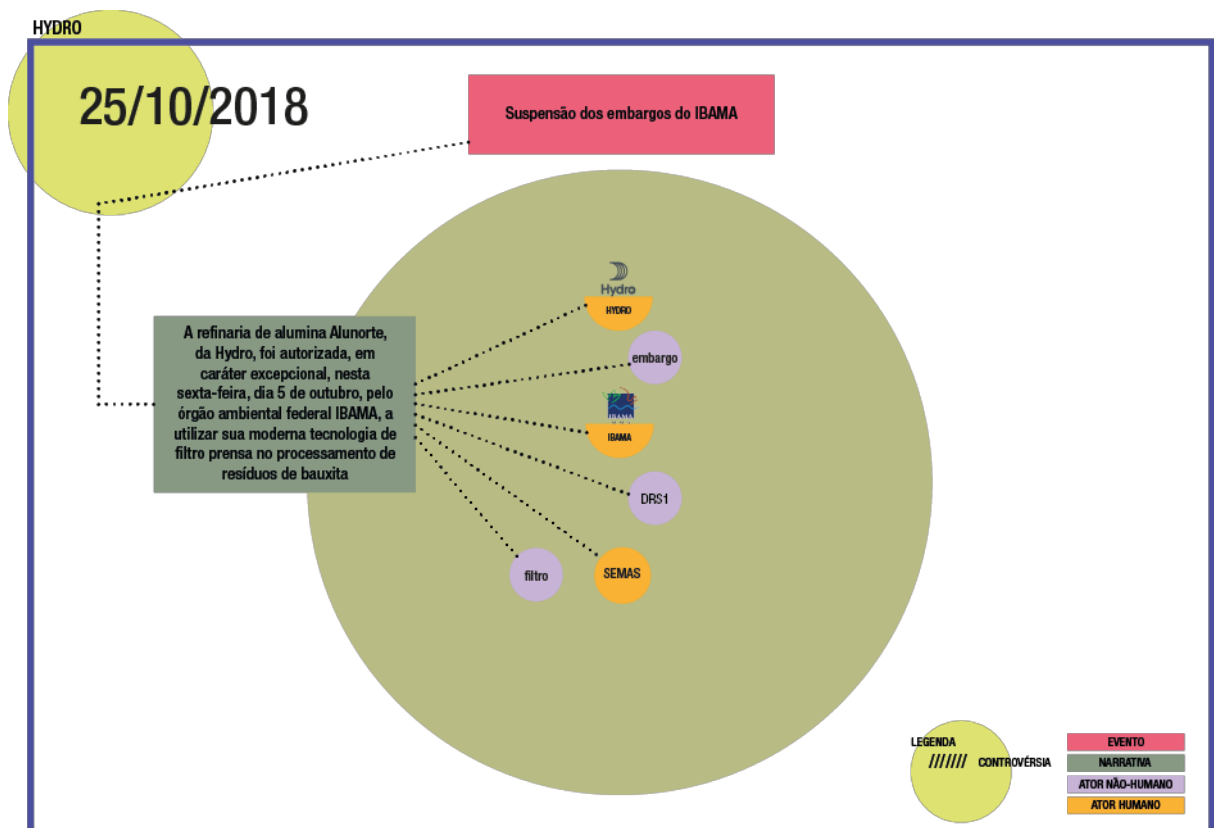 HYDRO
25/10/2018
Suspensão dos embargos do IBAMA
A refinaria de alumina Alunorte,
da Hydro, foi autorizada, em
caráter excepcional, nesta
sexta-feira, dia 5 de outubro, pelo
órgão ambiental federal IBAMA, a
utilizar sua moderna tecnologia de
filtro prensa no processamento de
resíduos de bauxita
Hydro
HYDRO
embargo
IBAMA
IBAMA
DRS1
filtro
SEMAS
LEGENDA
/////// CONTROVÉRSIA
EVENTO
NARRATIVA
ATOR NÃO-HUMANO
ATOR HUMANO